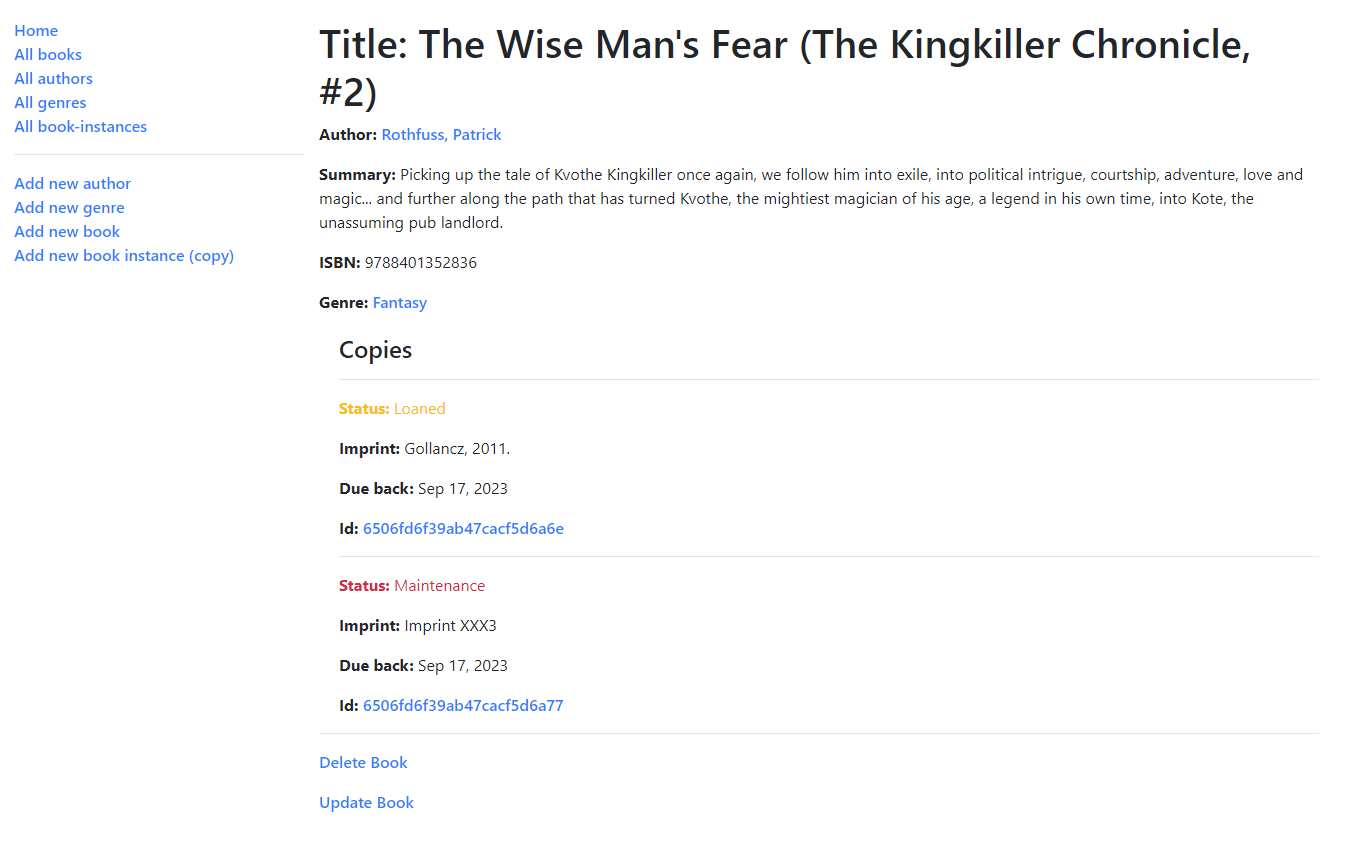 Home
All books
All authors
All genres
All book-instances
Add new author
Add new genre
Add new book
Add new book instance (copy)
Title: The Wise Man's Fear (The Kingkiller Chronicle,
#2)
Author: Rothfuss, Patrick
Summary: Picking up the tale of Kvothe Kingkiller once again, we follow him into exile, into political intrigue, courtship, adventure, love and
magic... and further along the path that has turned Kvothe, the mightiest magician of his age, a legend in his own time, into Kote, the
unassuming pub landlord.
ISBN: 9788401352836
Genre: Fantasy
Copies
Status: Loaned
Imprint: Gollancz, 2011.
Due back: Sep 17, 2023
Id: 6506fd6f39ab47cacf5d6a6e
Status: Maintenance
Imprint: Imprint XXX3
Due back: Sep 17, 2023
Id: 6506fd6f39ab47cacf5d6a77
Delete Book
Update Book